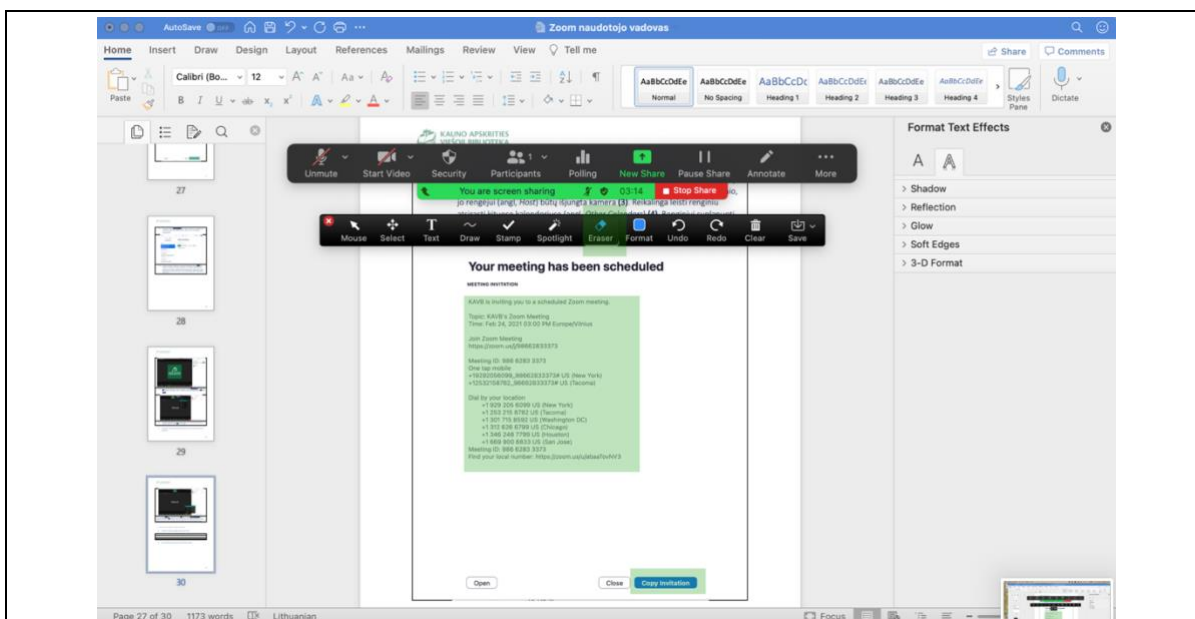 AutoSave OFF
Zoom naudotojo vadovas
Home Insert Draw Design Layout References Mailings Review View Tell me
Share Comments
Calibri (Bo... 12
Paste
AaBbCcDdEe AaBbCcDdEe AaBbCcDc AaBbCcDdEe AaBbCcDdEe AaBbCcDdEe
Normal No Spacing Heading 1 Heading 2 Heading 3 Heading 4
Styles Pane
Dictate
27
28
29
30
KAUNO APSKRITIES
VIEŠOJI BIBLIOTEKA
Unmute Start Video Security Participants 1 Polling New Share Pause Share Annotate More
You are screen sharing 03:14 Stop Share
jo rengėjui (angl. Host) būtų išjungta kamera (3). Reikalinga leisti renginiu
Mouse Select Text Draw Stamp Spotlight Eraser Format Undo Redo Clear Save
Your meeting has been scheduled
MEETING INVITATION
KAVB is inviting you to a scheduled Zoom meeting.
Topic: KAVB's Zoom Meeting
Time: Feb 24, 2021 03:00 PM Europe/Vilnius
Join Zoom Meeting
Meeting ID: 986 6283 3373
One tap mobile
US (New York)
US (Tacoma)
Dial by your location
+1 929 205 6099 US (New York)
+1 253 215 8782 US (Tacoma)
+1 301 715 8592 US (Washington DC)
+1 312 626 6799 US (Chicago)
+1 346 248 7799 US (Houston)
+1 669 900 6833 US (San Jose)
Meeting ID: 986 6283 3373
Find your local number:
Open Close Copy Invitation
Format Text Effects
Shadow
Reflection
Glow
Soft Edges
3-D Format
Page 27 of 30 1173 words Lithuanian
Focus